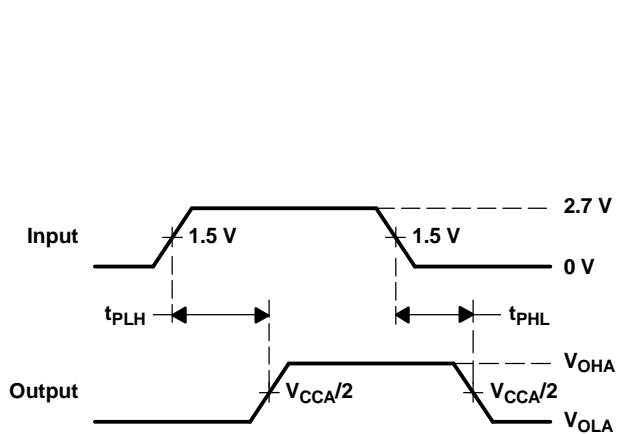 2.7 V
Input
1.5 V
1.5 V
0 V
tPLH
tPHL
VOHA
Output
VCCA/2
VCCA/2
VOLA